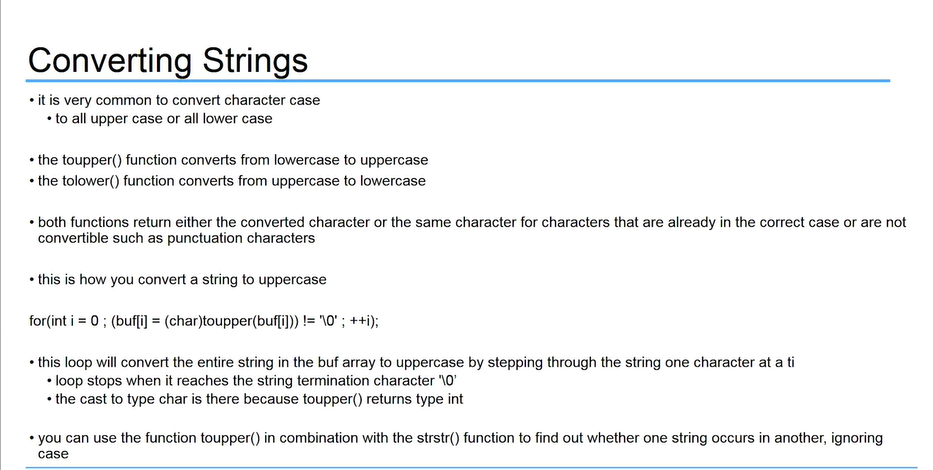 Converting Strings
• it is very common to convert character case
• to all upper case or all lower case
• the toupper() function converts from lowercase to uppercase
• the tolower() function converts from uppercase to lowercase
• both functions return either the converted character or the same character for characters that are already in the correct case or are not
convertible such as punctuation characters
• this is how you convert a string to uppercase
for(int i = 0 ; (buf[i] = (char)toupper(buf[i])) != '\0' ; ++i);
• this loop will convert the entire string in the buf array to uppercase by stepping through the string one character at a ti
• loop stops when it reaches the string termination character '\0’
• the cast to type char is there because toupper() returns type int
• you can use the function toupper() in combination with the strstr() function to find out whether one string occurs in another, ignoring
case